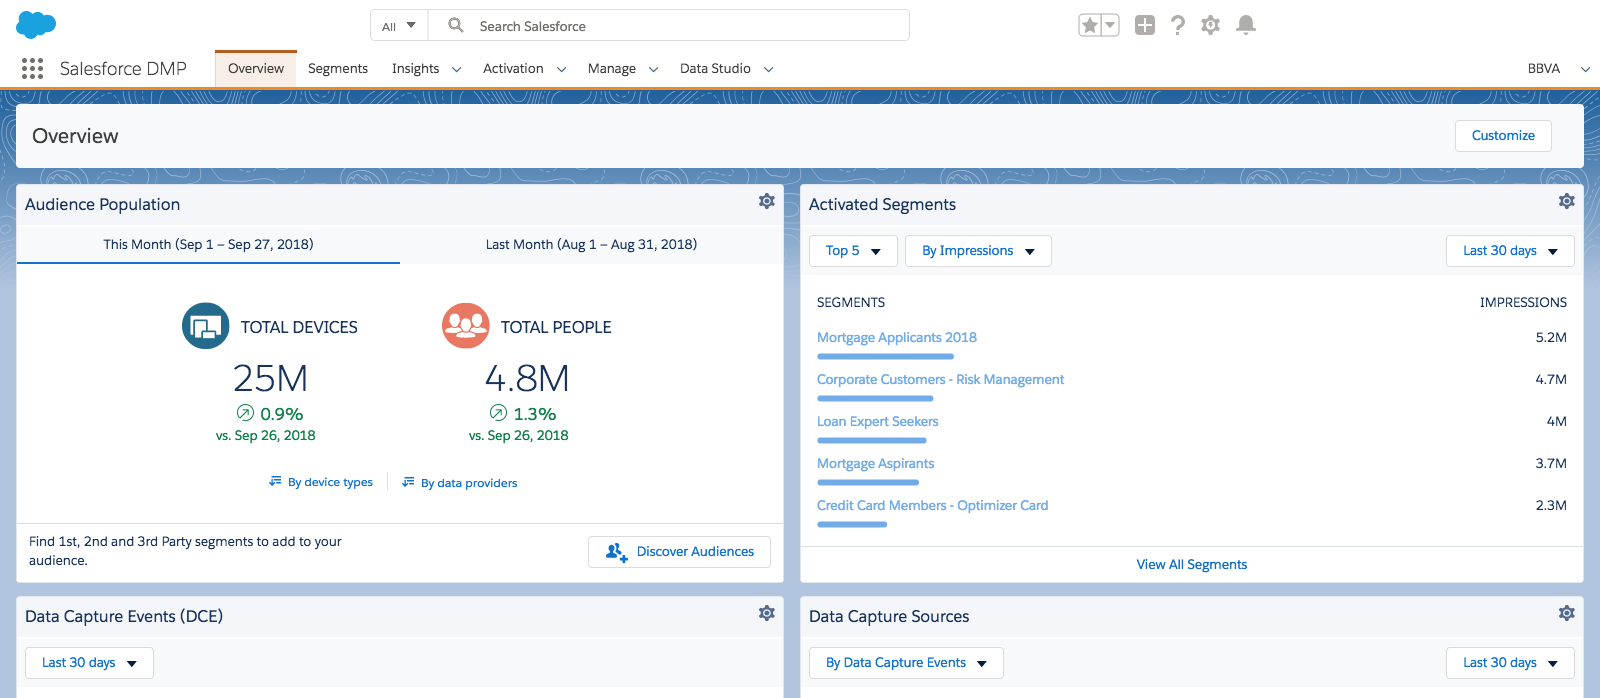 All
Search Salesforce
Salesforce DMP
Overview
Segments
Insights
Activation
Manage
Data Studio
BBVA
Overview
Customize
Audience Population
This Month (Sep 1 – Sep 27, 2018)
Last Month (Aug 1 – Aug 31, 2018)
TOTAL DEVICES
25M
0.9%
vs. Sep 26, 2018
TOTAL PEOPLE
4.8M
1.3%
vs. Sep 26, 2018
By device types
By data providers
Find 1st, 2nd and 3rd Party segments to add to your
audience.
Discover Audiences
Activated Segments
Top 5
By Impressions
Last 30 days
SEGMENTS IMPRESSIONS
Mortgage Applicants 2018 5.2M
Corporate Customers - Risk Management 4.7M
Loan Expert Seekers 4M
Mortgage Aspirants 3.7M
Credit Card Members - Optimizer Card 2.3M
View All Segments
Data Capture Events (DCE)
Last 30 days
Data Capture Sources
By Data Capture Events
Last 30 days